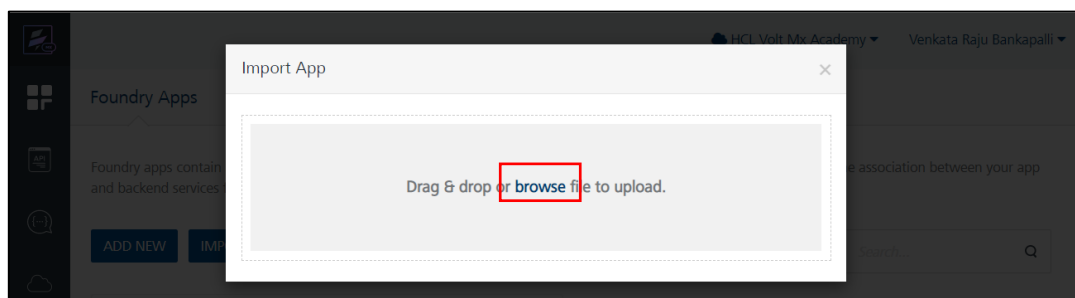 HCL Volt Mx Academy
Venkata Raju Bankapalli
Import App
×
Foundry Apps
API
Foundry apps contain
e association between your app
and backend services
Drag & drop or browse file to upload.
ADD NEW
IMP
Search...